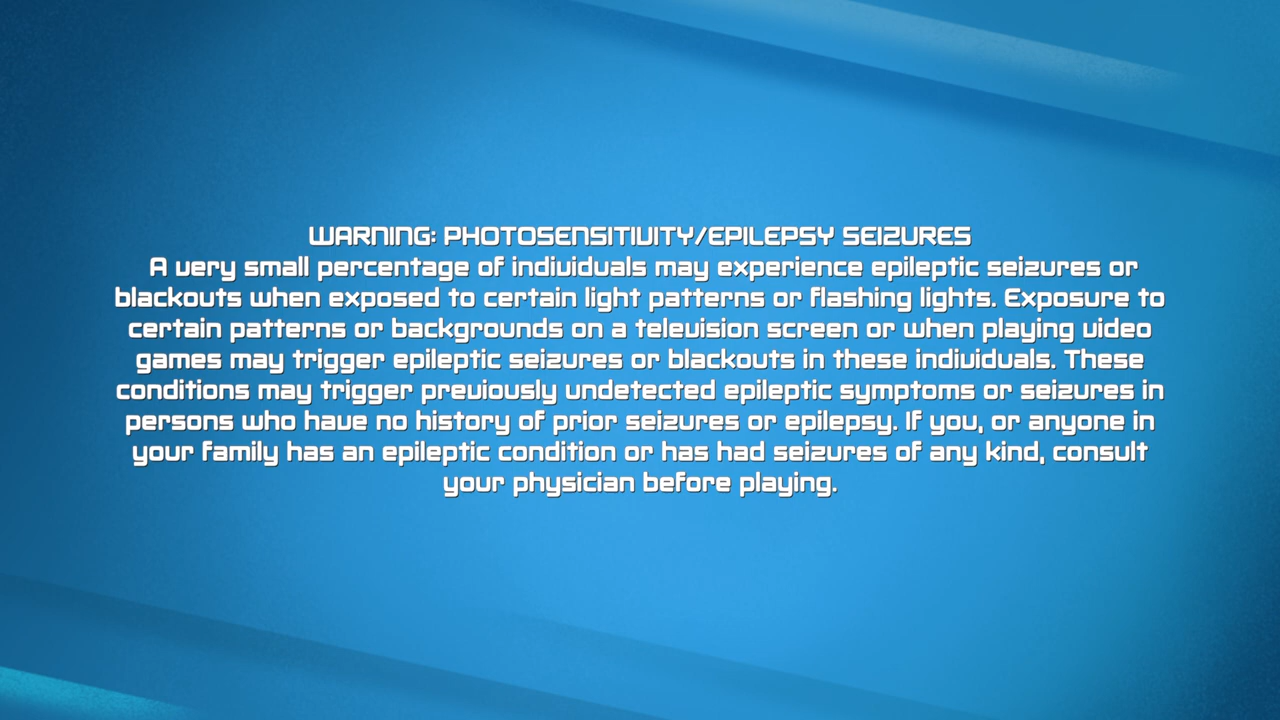 WARNING: PHOTOSENSITIVITY/EPILEPSY SEIZURES
A very small percentage of individuals may experience epileptic seizures or
blackouts when exposed to certain light patterns or flashing lights. Exposure to
certain patterns or backgrounds on a television screen or when playing video
games may trigger epileptic seizures or blackouts in these individuals. These
conditions may trigger previously undetected epileptic symptoms or seizures in
persons who have no history of prior seizures or epilepsy. If you, or anyone in
your family has an epileptic condition or has had seizures of any kind, consult
your physician before playing.